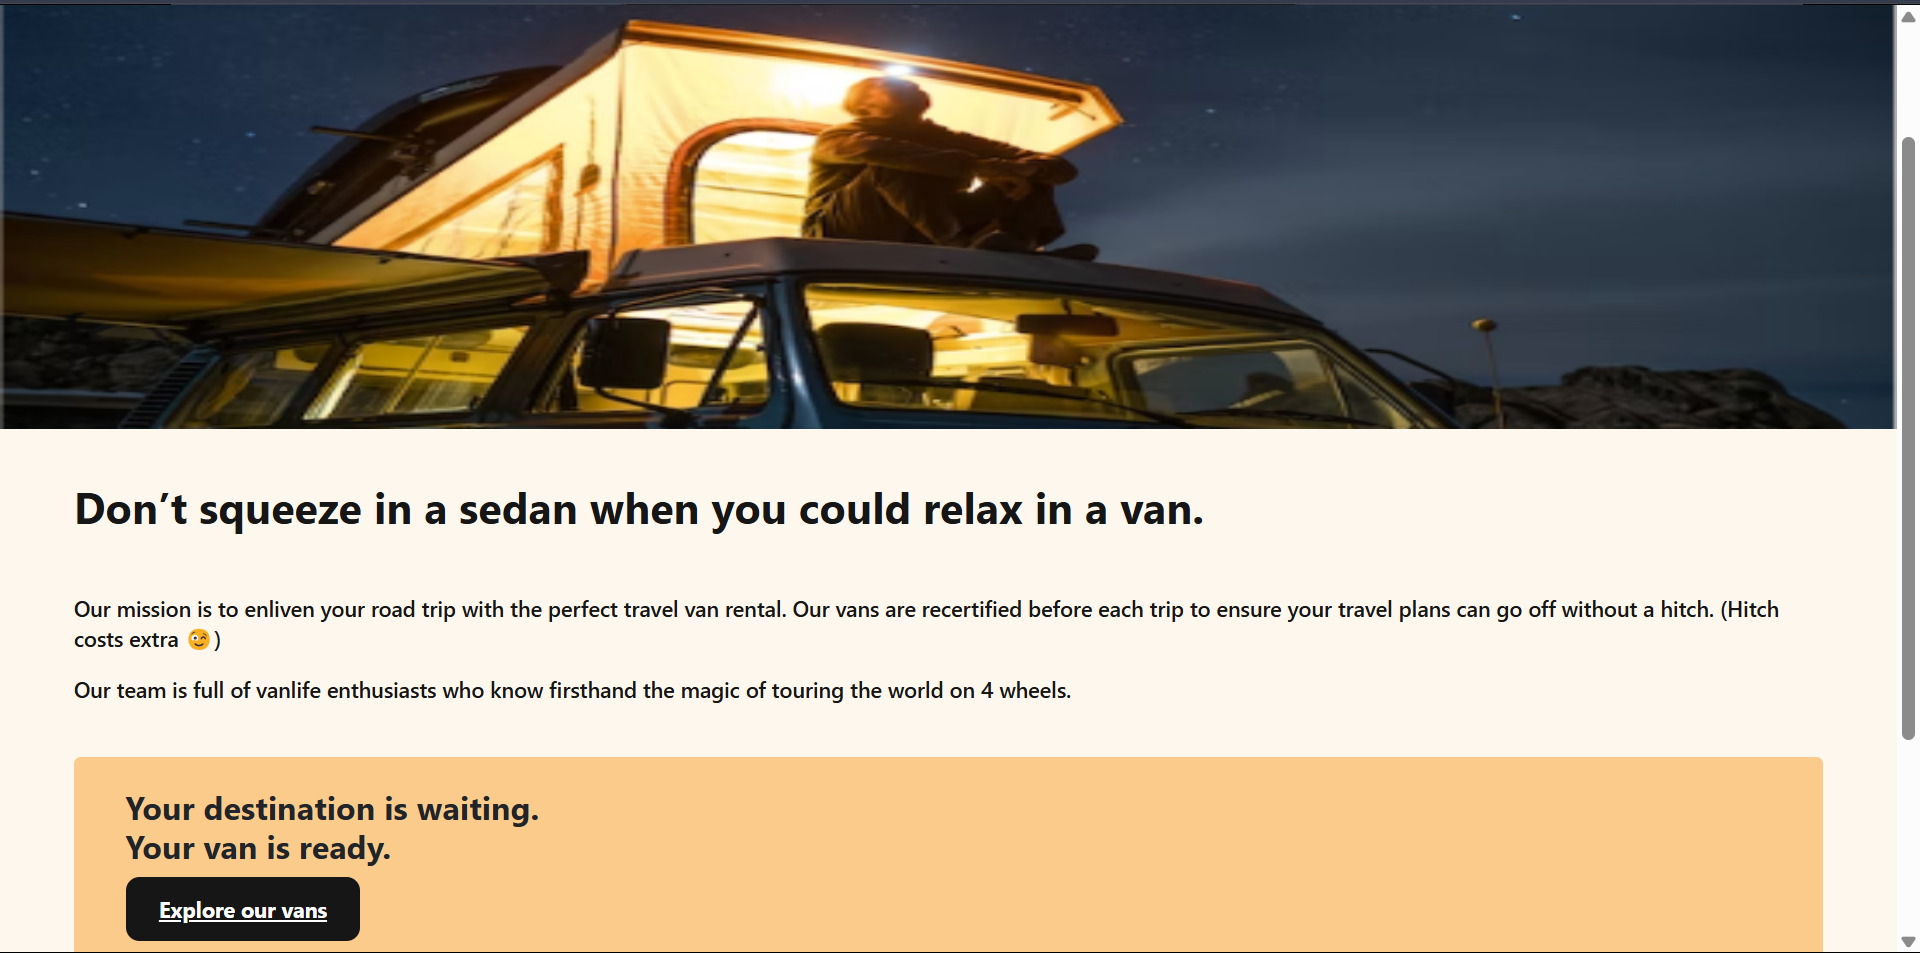 Don’t squeeze in a sedan when you could relax in a van.
Our mission is to enliven your road trip with the perfect travel van rental. Our vans are recertified before each trip to ensure your travel plans can go off without a hitch. (Hitch
costs extra 😉)
Our team is full of vanlife enthusiasts who know firsthand the magic of touring the world on 4 wheels.
Your destination is waiting.
Your van is ready.
Explore our vans